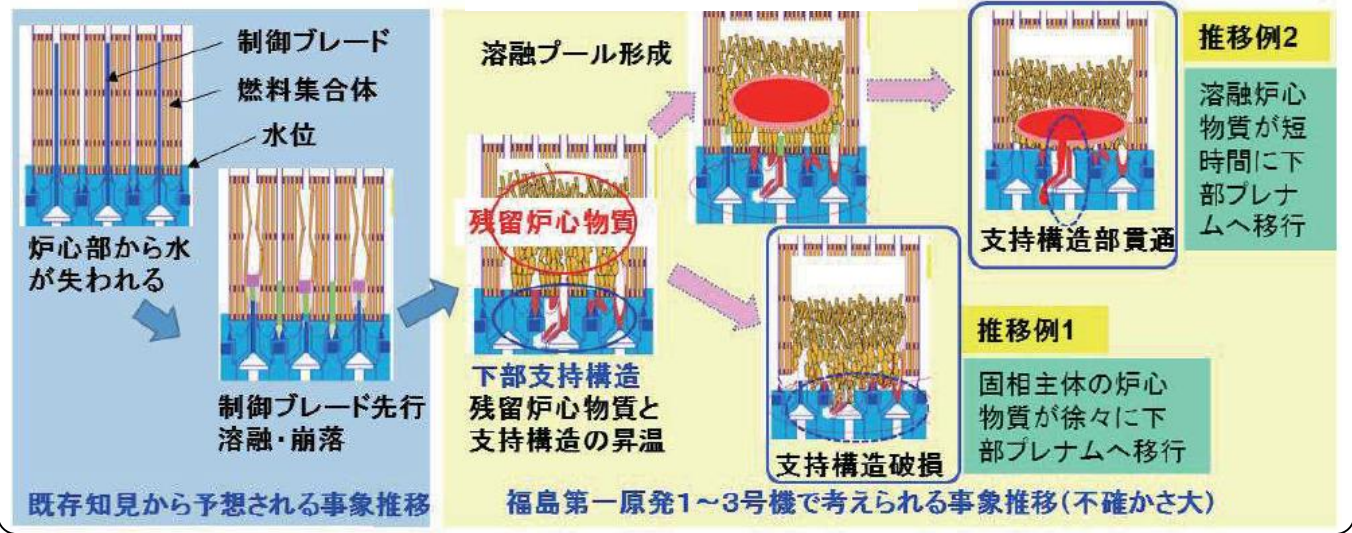 制御ブレード
燃料集合体
水位
炉心部から水
が失われる
制御ブレード先行
溶融・崩落
既存知見から予想される事象推移
溶融プール形成
残留炉心物質
下部支持構造
残留炉心物質と
支持構造の昇温
支持構造部貫通
推移例2
溶融炉心
物質が短
時間に下
部プレナ
ムへ移行
支持構造破損
推移例1
固相主体の炉心
物質が徐々に下
部プレナムへ移行
福島第一原発1～3号機で考えられる事象推移(不確かさ大)